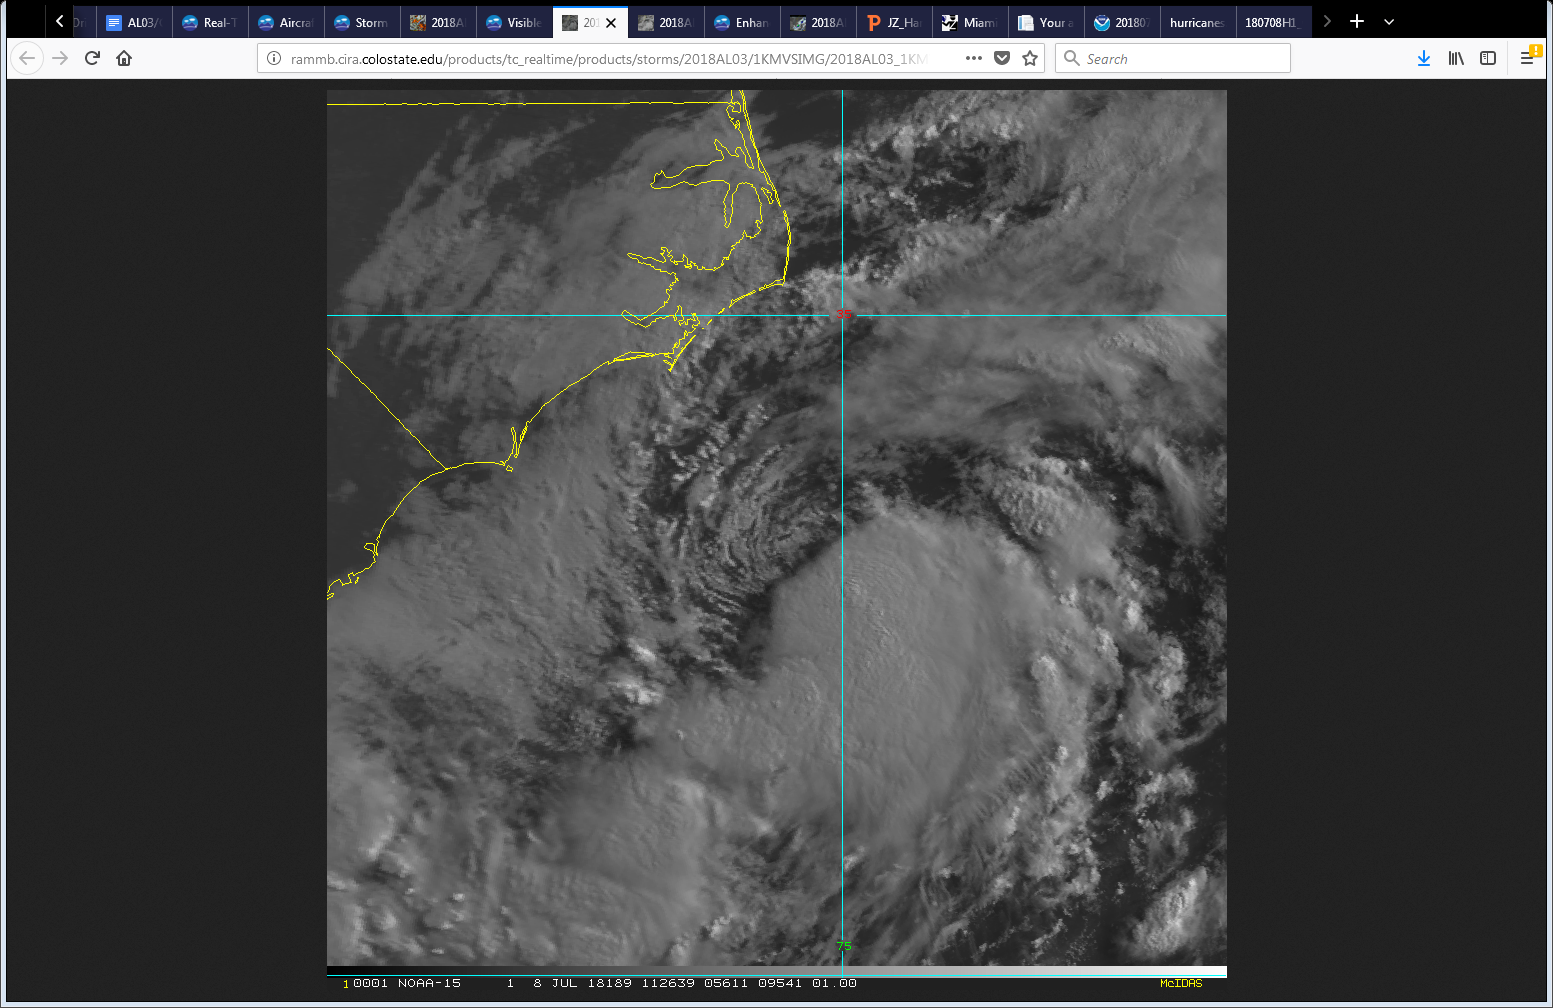 AL03/
Real-T
Aircraf
Storm
2018A
Visible
201
2018A
Enhan
2018A
JZ_Har
Miami
Your a
201807
hurricanes
180708H1_
rammb.cira.colostate.edu/products/tc_realtime/products/storms/2018AL03/1KMVSIMG/2018AL03_1KM
Search
35
75
1 0001 NOAA-15 1 8 JUL 18189 112639 05611 09541 01.00 McIDAS